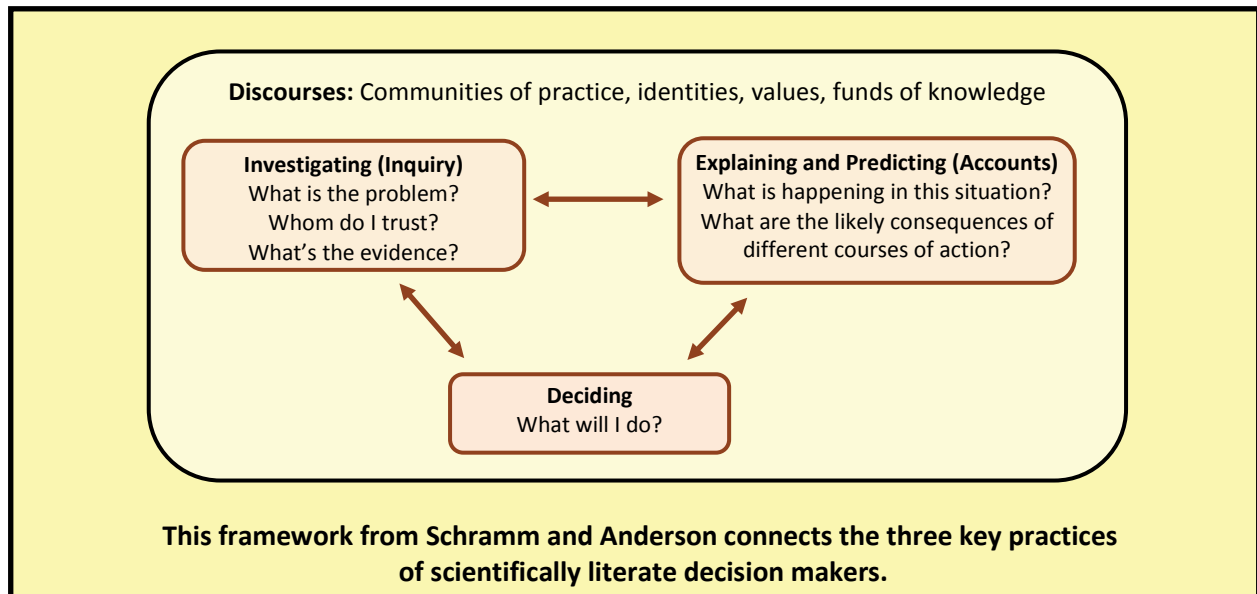 Discourses: Communities of practice, identities, values, funds of knowledge
Investigating (Inquiry)
What is the problem?
Whom do I trust?
What’s the evidence?
Explaining and Predicting (Accounts)
What is happening in this situation?
What are the likely consequences of
different courses of action?
Deciding
What will I do?
This framework from Schramm and Anderson connects the three key practices
of scientifically literate decision makers.